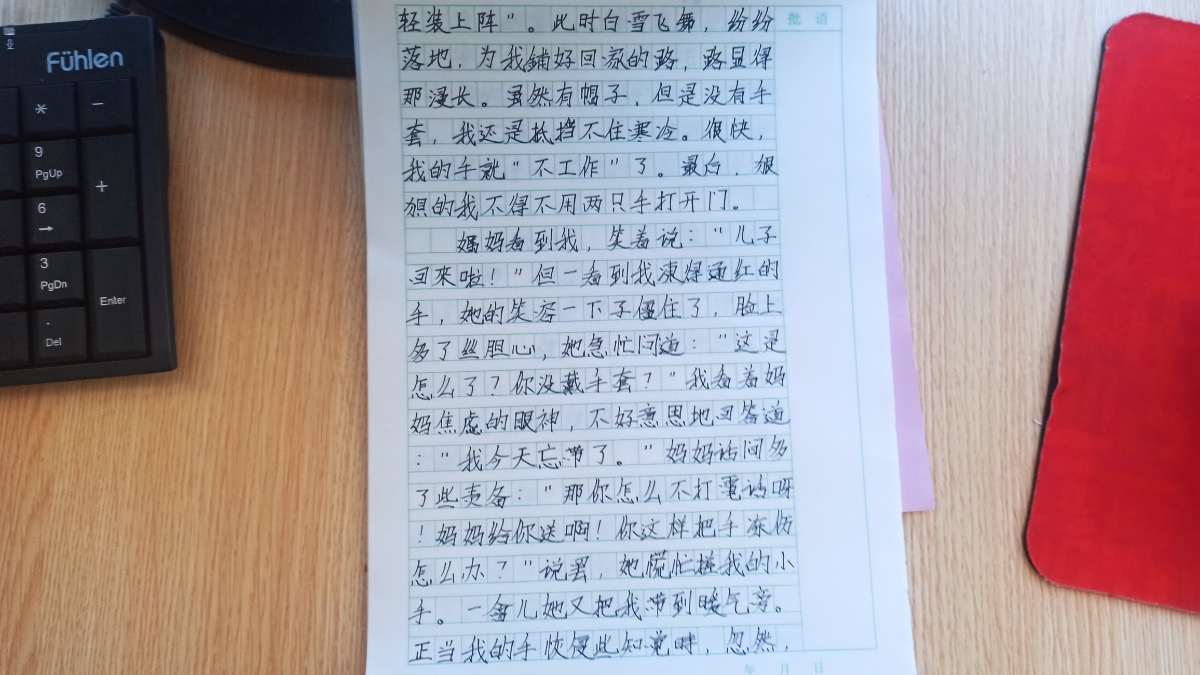 Fühlen
*
-
9
PgUp
+
6
→
3
PgDn
Enter
.
Del
批语
轻装上阵"。此时白雪飞舞，纷纷
落地，为我铺好回家的路，路显得
那漫长。虽然有帽子，但是没有手
套，我还是抵挡不住寒冷。很快，
我的手就"不工作"了。最后，狼
狈的我不得不用两只手打开门。
妈妈看到我，笑着说："儿子
回来啦！"但一看到我冻得通红的
手，她的笑容一下子僵住了，脸上
多了丝胆心，她急忙问道："这是
怎么了？你没戴手套？"我看着妈
妈焦虑的眼神，不好意思地回答道
："我今天忘带了。"妈妈话间多
了些责备："那你怎么不打電话呀
！妈妈给你送啊！你这样把手冻伤
怎么办？"说罢，她慌忙搓我的小
手。一会儿她又把我带到暖气旁。
正当我的手恢复些知觉时，忽然，
年 月 日